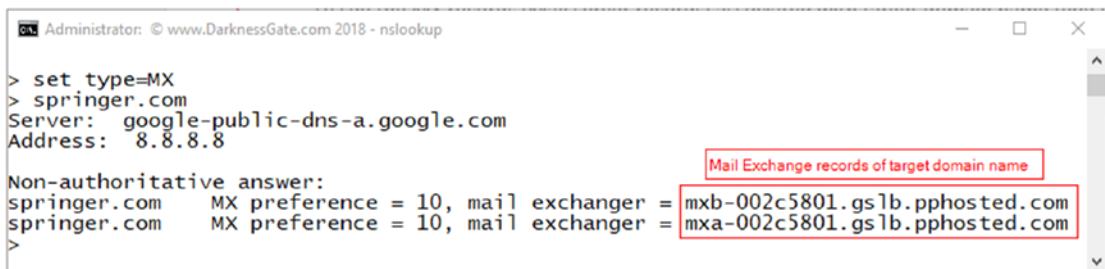 Administrator: © www.DarknessGate.com 2018 - nslookup
> set type=MX
> springer.com
Server:  google-public-dns-a.google.com
Address:  8.8.8.8
Mail Exchange records of target domain name
Non-authoritative answer:
springer.com    MX preference = 10, mail exchanger = mxb-002c5801.gslb.pphosted.com
springer.com    MX preference = 10, mail exchanger = mxa-002c5801.gslb.pphosted.com
>